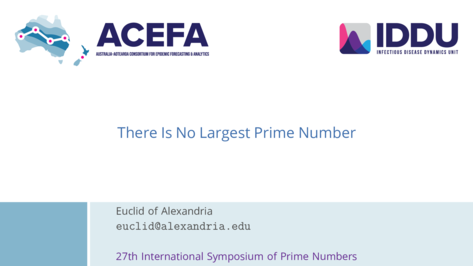 ACEFA
AUSTRALIA-AOTEAROA CONSORTIUM FOR EPIDEMIC FORECASTING & ANALYTICS
IDDU
INFECTIOUS DISEASE DYNAMICS UNIT
There Is No Largest Prime Number
Euclid of Alexandria
euclid@alexandria.edu
27th International Symposium of Prime Numbers